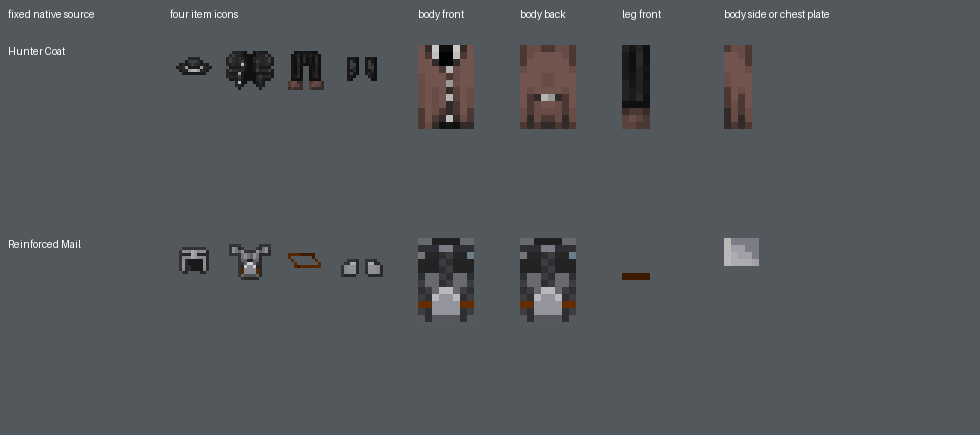 fixed native source
four item icons
body front
body back
leg front
body side or chest plate
Hunter Coat
Reinforced Mail